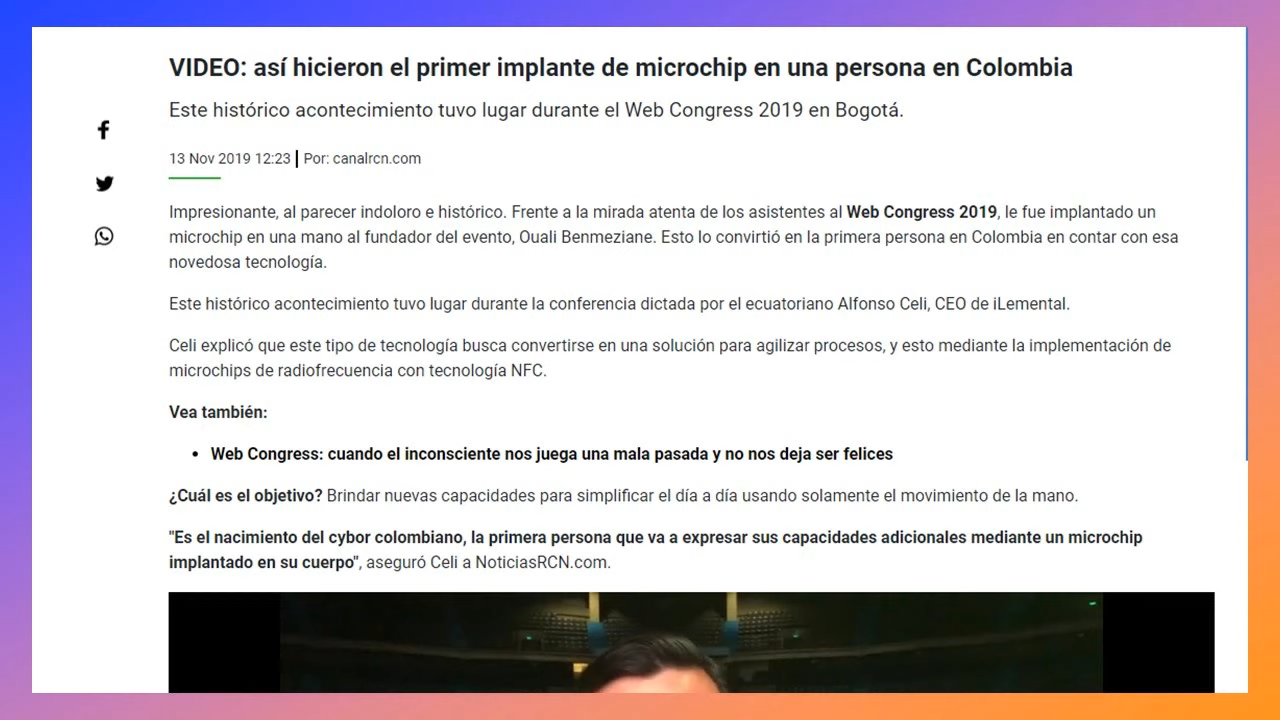 VIDEO: así hicieron el primer implante de microchip en una persona en Colombia
Este histórico acontecimiento tuvo lugar durante el Web Congress 2019 en Bogotá.
13 Nov 2019 12:23 | Por: canalrcn.com
Impresionante, al parecer indoloro e histórico. Frente a la mirada atenta de los asistentes al Web Congress 2019, le fue implantado un
microchip en una mano al fundador del evento, Ouali Benmeziane. Esto lo convirtió en la primera persona en Colombia en contar con esa
novedosa tecnología.
Este histórico acontecimiento tuvo lugar durante la conferencia dictada por el ecuatoriano Alfonso Celi, CEO de iLemental.
Celi explicó que este tipo de tecnología busca convertirse en una solución para agilizar procesos, y esto mediante la implementación de
microchips de radiofrecuencia con tecnología NFC.
Vea también:
• Web Congress: cuando el inconsciente nos juega una mala pasada y no nos deja ser felices
¿Cuál es el objetivo? Brindar nuevas capacidades para simplificar el día a día usando solamente el movimiento de la mano.
"Es el nacimiento del cybor colombiano, la primera persona que va a expresar sus capacidades adicionales mediante un microchip
implantado en su cuerpo", aseguró Celi a NoticiasRCN.com.